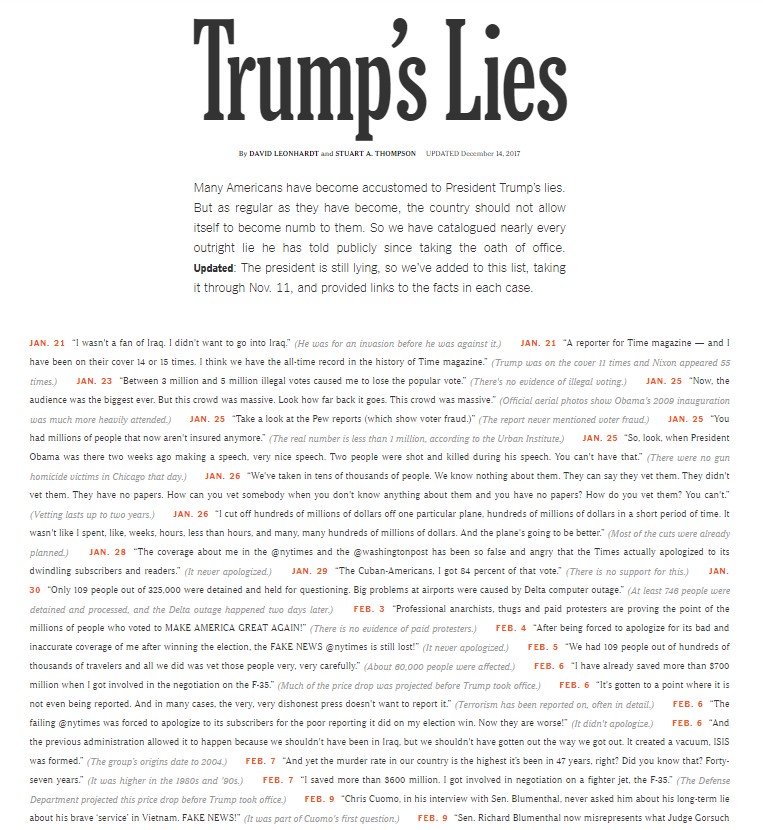 Trump’s Lies
By DAVID LEONHARDT and STUART A. THOMPSON UPDATED December 14, 2017
Many Americans have become accustomed to President Trump’s lies.
But as regular as they have become, the country should not allow
itself to become numb to them. So we have catalogued nearly every
outright lie he has told publicly since taking the oath of office.
Updated: The president is still lying, so we’ve added to this list, taking
it through Nov. 11, and provided links to the facts in each case.
JAN. 21 “I wasn’t a fan of Iraq. I didn’t want to go into Iraq.” (He was for an invasion before he was against it.) JAN. 21 “A reporter for Time magazine — and I
have been on their cover 14 or 15 times. I think we have the all-time record in the history of Time magazine.” (Trump was on the cover 11 times and Nixon appeared 55
times.) JAN. 23 “Between 3 million and 5 million illegal votes caused me to lose the popular vote.” (There’s no evidence of illegal voting.) JAN. 25 “Now, the
audience was the biggest ever. But this crowd was massive. Look how far back it goes. This crowd was massive.” (Official aerial photos show Obama’s 2009 inauguration
was much more heavily attended.) JAN. 25 “Take a look at the Pew reports (which show voter fraud.)” (The report never mentioned voter fraud.) JAN. 25 “You
had millions of people that now aren’t insured anymore.” (The real number is less than 1 million, according to the Urban Institute.) JAN. 25 “So, look, when President
Obama was there two weeks ago making a speech, very nice speech. Two people were shot and killed during his speech. You can’t have that.” (There were no gun
homicide victims in Chicago that day.) JAN. 26 “We’ve taken in tens of thousands of people. We know nothing about them. They can say they vet them. They didn’t
vet them. They have no papers. How can you vet somebody when you don’t know anything about them and you have no papers? How do you vet them? You can’t.”
(Vetting lasts up to two years.) JAN. 26 “I cut off hundreds of millions of dollars off one particular plane, hundreds of millions of dollars in a short period of time. It
wasn’t like I spent, like, weeks, hours, less than hours, and many, many hundreds of millions of dollars. And the plane’s going to be better.” (Most of the cuts were already
planned.) JAN. 28 “The coverage about me in the @nytimes and the @washingtonpost has been so false and angry that the Times actually apologized to its
dwindling subscribers and readers.” (It never apologized.) JAN. 29 “The Cuban-Americans, I got 84 percent of that vote.” (There is no support for this.) JAN.
30 “Only 109 people out of 325,000 were detained and held for questioning. Big problems at airports were caused by Delta computer outage.” (At least 746 people were
detained and processed, and the Delta outage happened two days later.) FEB. 3 “Professional anarchists, thugs and paid protesters are proving the point of the
millions of people who voted to MAKE AMERICA GREAT AGAIN!” (There is no evidence of paid protesters.) FEB. 4 “After being forced to apologize for its bad and
inaccurate coverage of me after winning the election, the FAKE NEWS @nytimes is still lost!” (It never apologized.) FEB. 5 “We had 109 people out of hundreds of
thousands of travelers and all we did was vet those people very, very carefully.” (About 60,000 people were affected.) FEB. 6 “I have already saved more than $700
million when I got involved in the negotiation on the F-35.” (Much of the price drop was projected before Trump took office.) FEB. 6 “It’s gotten to a point where it is
not even being reported. And in many cases, the very, very dishonest press doesn’t want to report it.” (Terrorism has been reported on, often in detail.) FEB. 6 “The
failing @nytimes was forced to apologize to its subscribers for the poor reporting it did on my election win. Now they are worse!” (It didn’t apologize.) FEB. 6 “And
the previous administration allowed it to happen because we shouldn’t have been in Iraq, but we shouldn’t have gotten out the way we got out. It created a vacuum, ISIS
was formed.” (The group’s origins date to 2004.) FEB. 7 “And yet the murder rate in our country is the highest it’s been in 47 years, right? Did you know that? Forty-
seven years.” (It was higher in the 1980s and ’90s.) FEB. 7 “I saved more than $600 million. I got involved in negotiation on a fighter jet, the F-35.” (The Defense
Department projected this price drop before Trump took office.) FEB. 9 “Chris Cuomo, in his interview with Sen. Blumenthal, never asked him about his long-term lie
about his brave ‘service’ in Vietnam. FAKE NEWS!” (It was part of Cuomo’s first question.) FEB. 9 “Sen. Richard Blumenthal now misrepresents what Judge Gorsuch